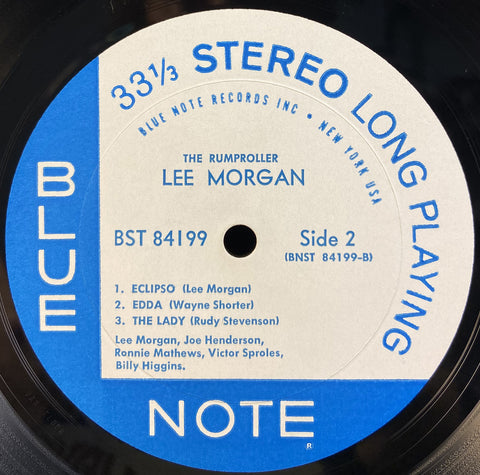 33⅓ STEREO LONG PLAYING
BLUE NOTE RECORDS INC • NEW YORK USA
THE RUMPROLLER
LEE MORGAN
BST 84199
Side 2
(BNST 84199-B)
1. ECLIPSO (Lee Morgan)
2. EDDA (Wayne Shorter)
3. THE LADY (Rudy Stevenson)
Lee Morgan, Joe Henderson,
Ronnie Mathews, Victor Sproles,
Billy Higgins.
BLUE
NOTE®